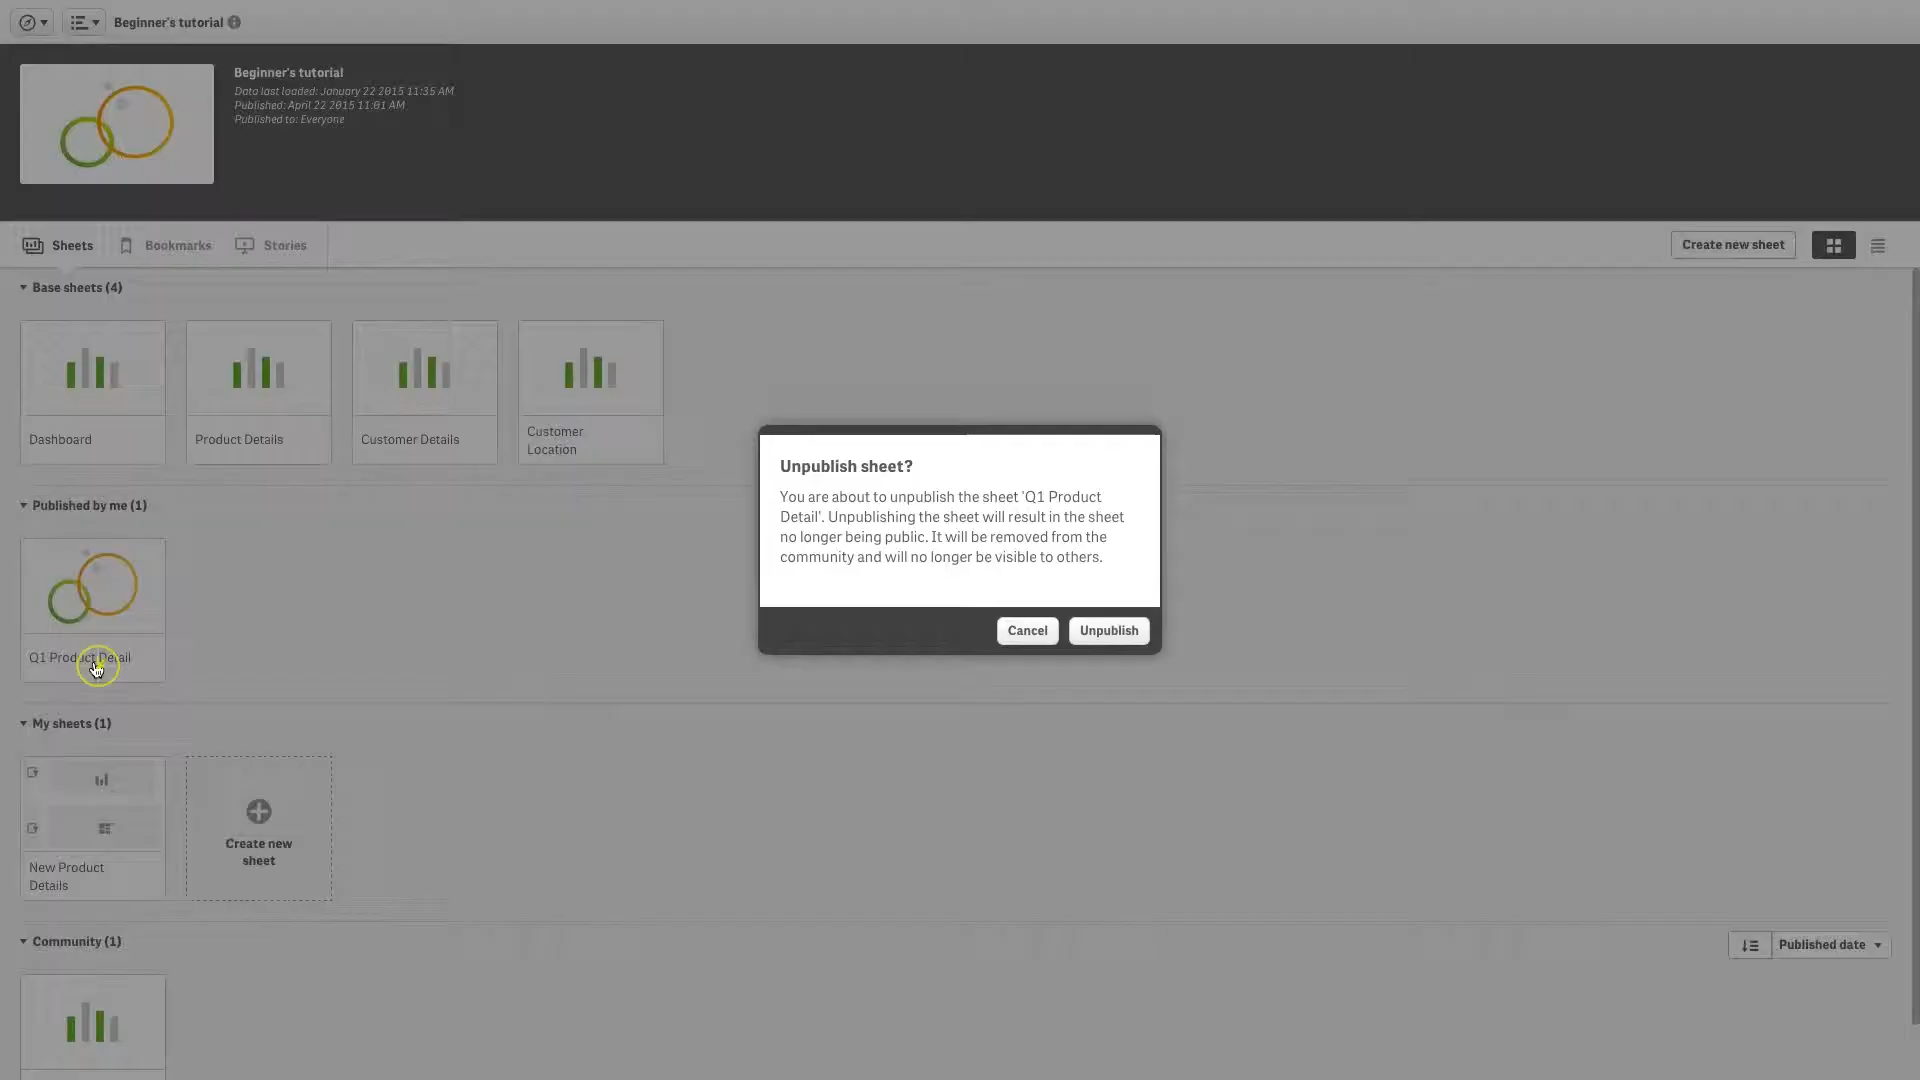 Beginner's tutorial
Beginner's tutorial
Data last loaded: January 22 2015 11:35 AM
Published: April 22 2015 11:01 AM
Published to: Everyone
Sheets
Bookmarks
Stories
Create new sheet
Base sheets (4)
Dashboard
Product Details
Customer Details
Customer
Location
Unpublish sheet?
You are about to unpublish the sheet 'Q1 Product
Detail'. Unpublishing the sheet will result in the sheet
no longer being public. It will be removed from the
community and will no longer be visible to others.
Cancel
Unpublish
Published by me (1)
Q1 Product Detail
My sheets (1)
New Product
Details
Create new
sheet
Community (1)
Published date